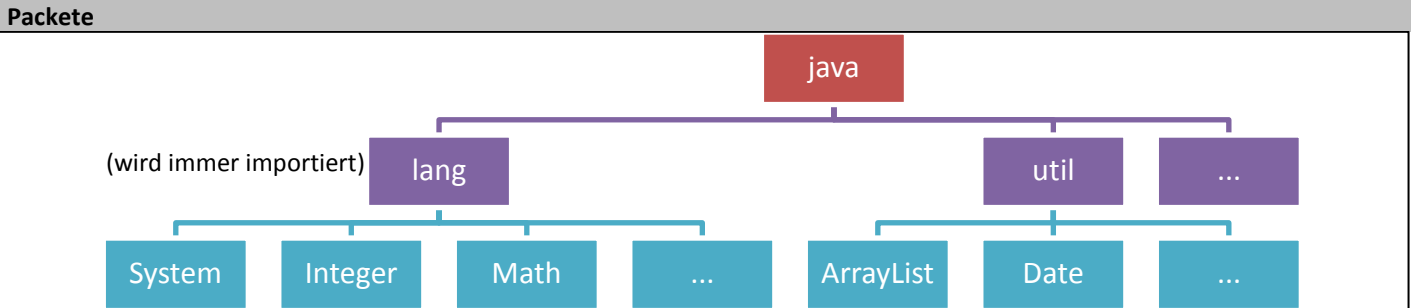 Packete
java
(wird immer importiert) lang util ...
System Integer Math ... ArrayList Date ...